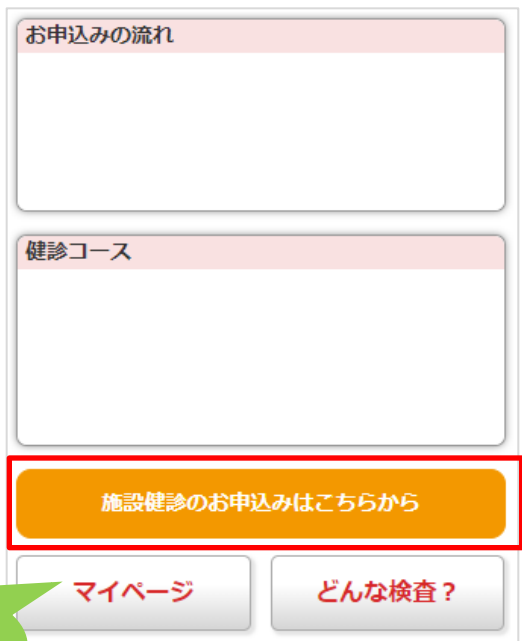 お申込みの流れ
健診コース
施設健診のお申込みはこちらから
マイページ
どんな検査？